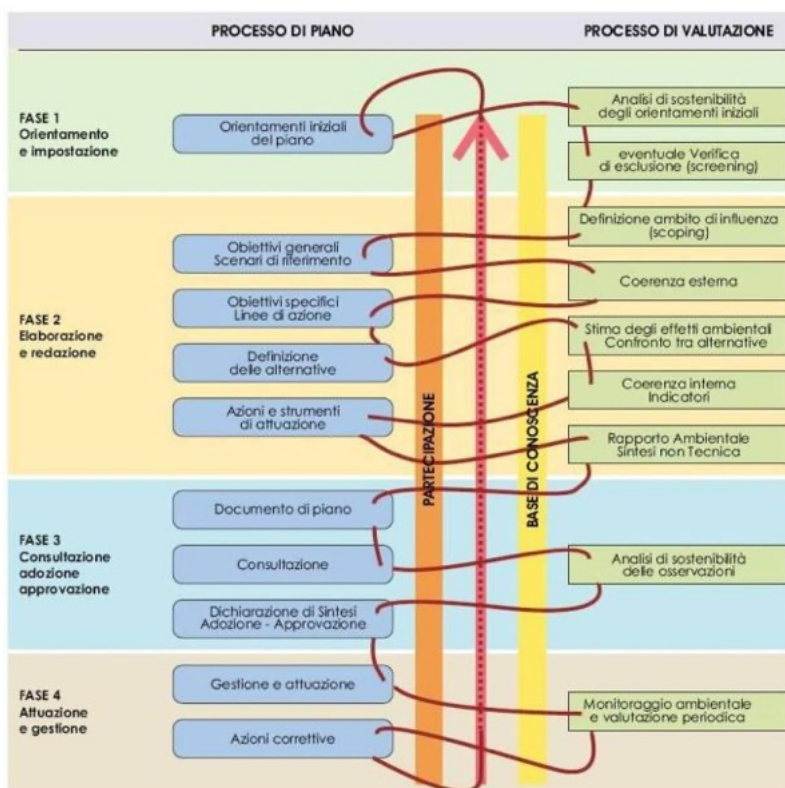 PROCESSO DI PIANO
PROCESSO DI VALUTAZIONE
FASE 1
Orientamento
e impostazione
Orientamenti iniziali
del piano
Analisi di sostenibilità
degli orientamenti iniziali
eventuale Verifica
di esclusione (screening)
FASE 2
Elaborazione
e redazione
Obiettivi generali
Scenari di riferimento
Obiettivi specifici
Linee di azione
Definizione
delle alternative
Azioni e strumenti
di attuazione
Definizione ambito di influenza
(scoping)
Coerenza esterna
Stima degli effetti ambientali
Confronto tra alternative
Coerenza interna
Indicatori
Rapporto Ambientale
Sintesi non Tecnica
PARTECIPAZIONE
BASE DI CONOSCENZA
FASE 3
Consultazione
adozione
approvazione
Documento di piano
Consultazione
Dichiarazione di Sintesi
Adozione - Approvazione
Analisi di sostenibilità
delle osservazioni
FASE 4
Attuazione
e gestione
Gestione e attuazione
Azioni correttive
Monitoraggio ambientale
e valutazione periodica